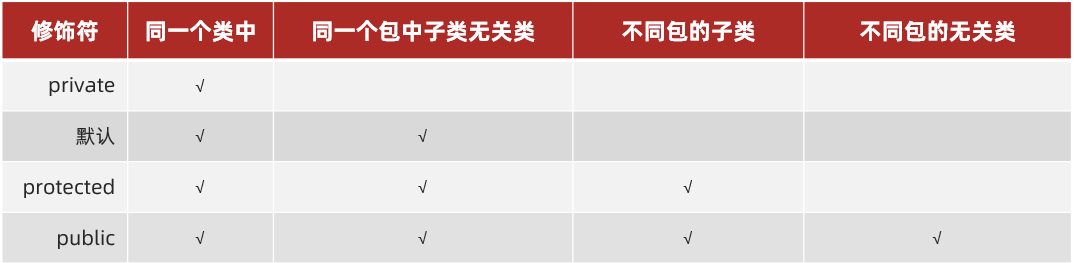 修饰符 同一个类中 同一个包中子类无关类 不同包的子类 不同包的无关类
private √
默认 √ √
protected √ √ √
public √ √ √ √